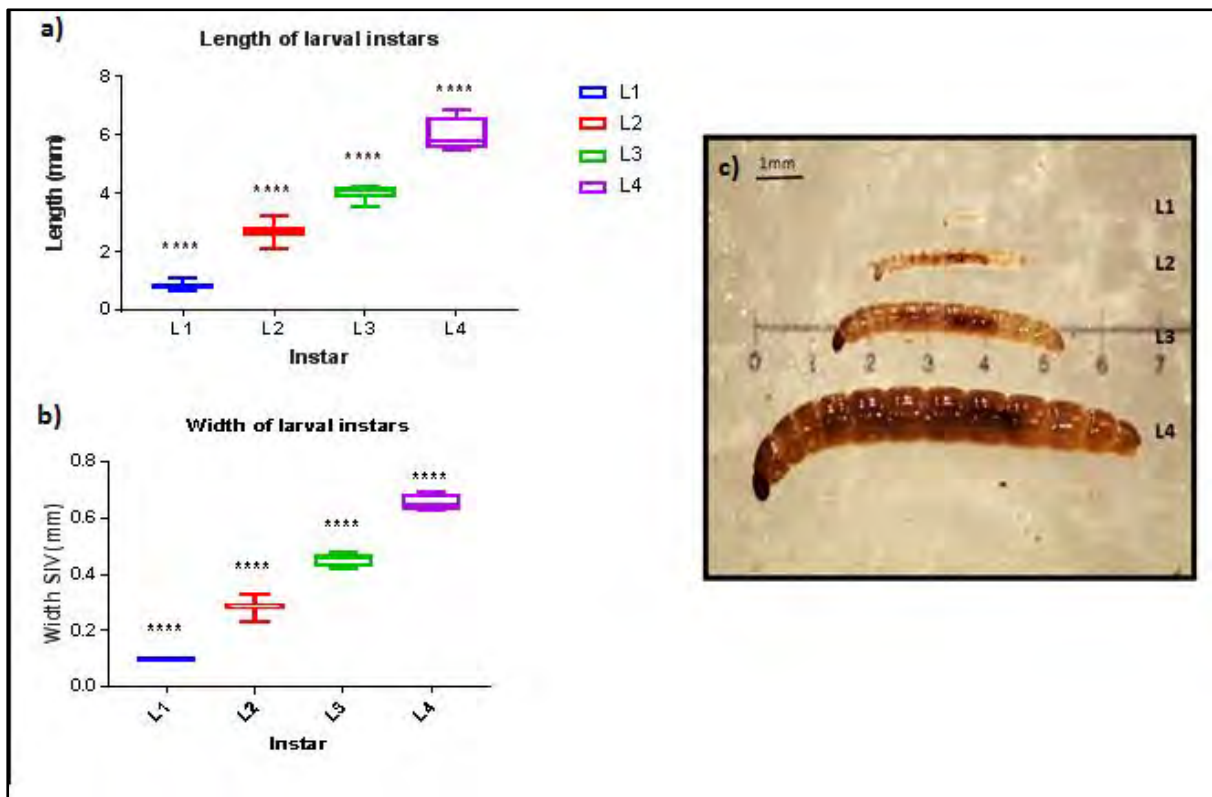 a)
Length of larval instars
8
6
4
2
0
Length (mm)
****
****
****
****
L1
L2
L3
L4
Instar
L1
L2
L3
L4
b)
Width of larval instars
0.8
0.6
0.4
0.2
0.0
Width SIV (mm)
****
****
****
****
L1
L2
L3
L4
Instar
c)
1mm
L1
L2
L3
0 1 2 3 4 5 6 7
L4